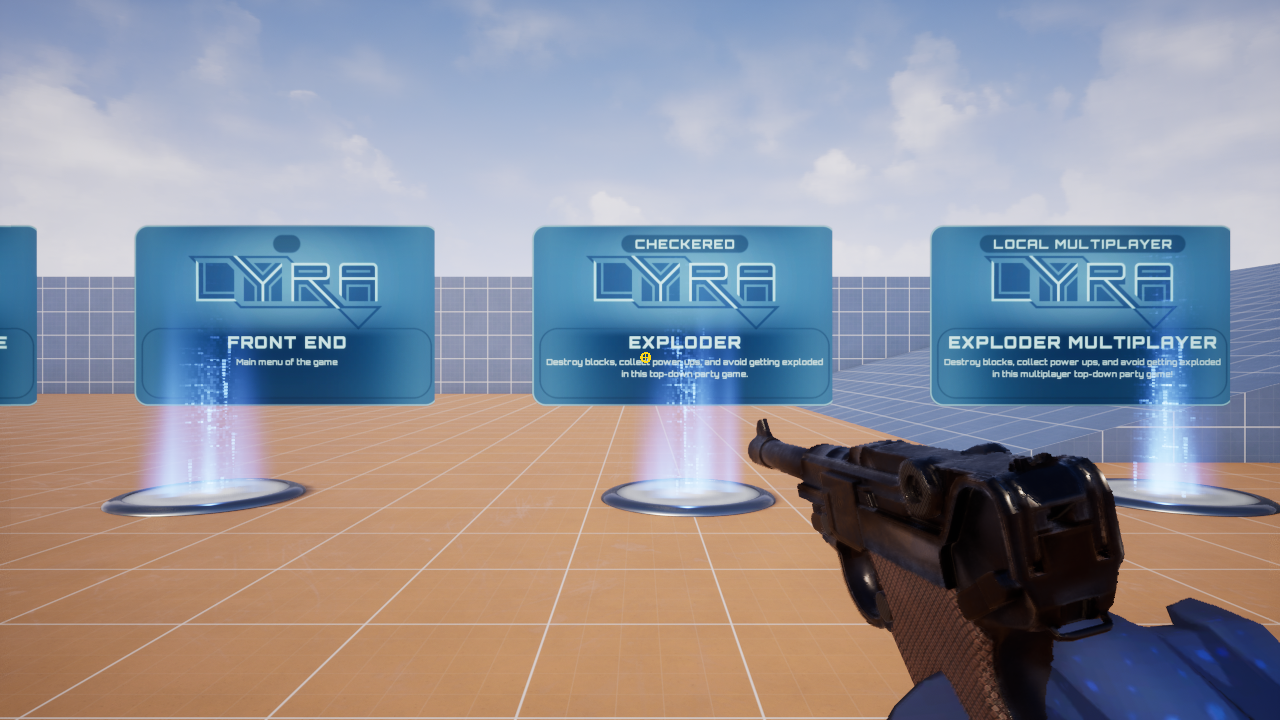 E
LYRA
FRONT END
Main menu of the game
CHECKERED
LYRA
EXPLODER
Destroy blocks, collect power ups, and avoid getting exploded
in this top-down party game.
LOCAL MULTIPLAYER
LYRA
EXPLODER MULTIPLAYER
Destroy blocks, collect power ups, and avoid getting exploded
in this multiplayer top-down party game!